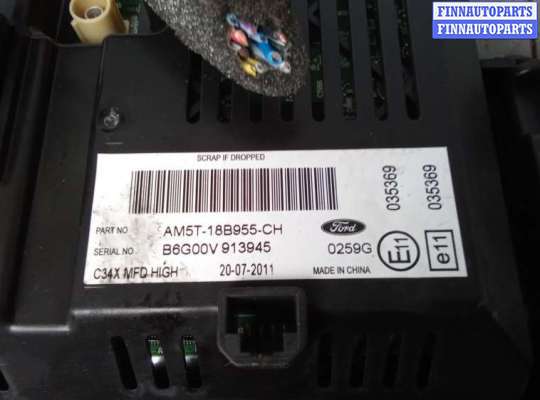 FINNAUTOPARTS
FINNAUTOPARTS
SCRAP IF DROPPED
PART NO AM5T-18B955-CH Ford
SERIAL NO B6G00V 913945 0259G
C34X MFD HIGH 20-07-2011 MADE IN CHINA
E11 035369
e11 035369